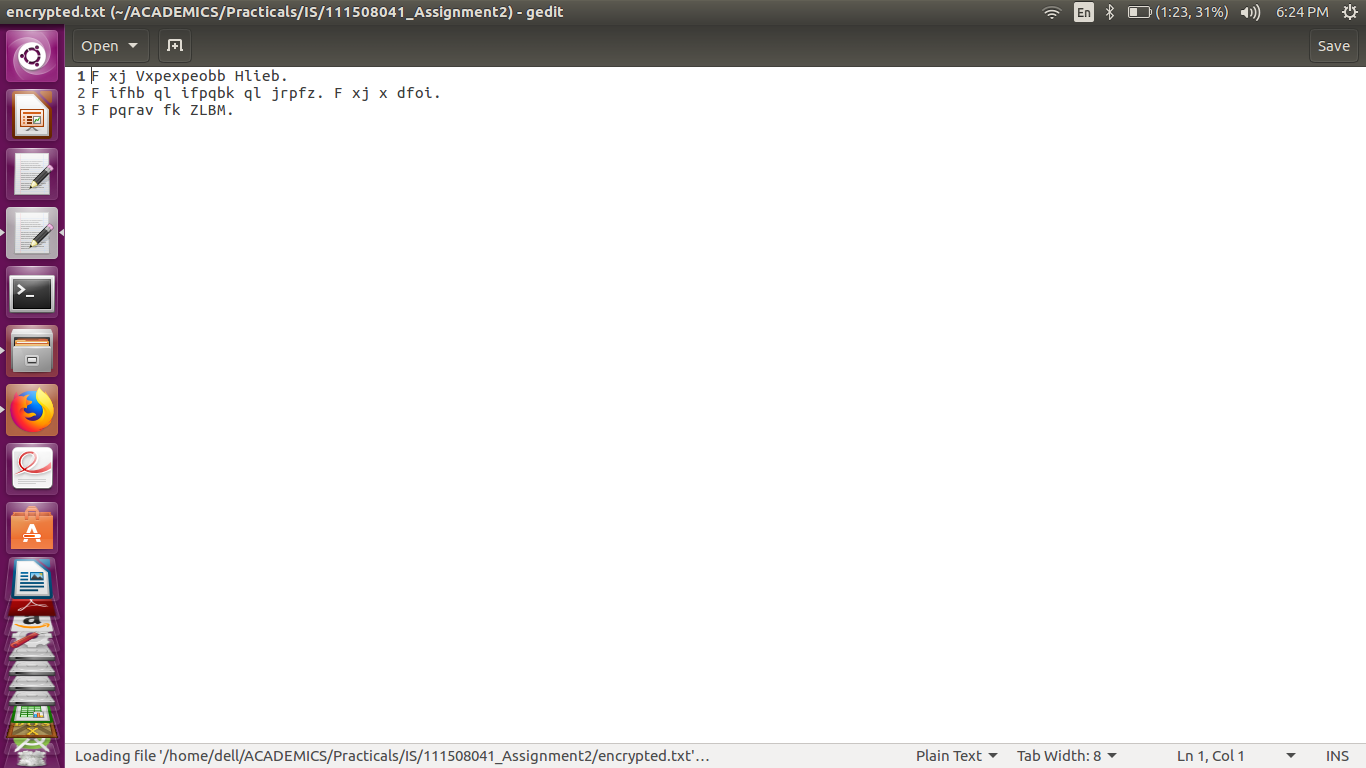 encrypted.txt (~/ACADEMICS/Practicals/IS/111508041_Assignment2) - gedit
En
(1:23, 31%)
6:24 PM
Open
Save
1 F xj Vxpexpeobb Hlieb.
2 F ifhb ql ifpqbk ql jrpfz. F xj x dfoi.
3 F pqrav fk ZLBM.
Loading file '/home/dell/ACADEMICS/Practicals/IS/111508041_Assignment2/encrypted.txt'…
Plain Text
Tab Width: 8
Ln 1, Col 1
INS